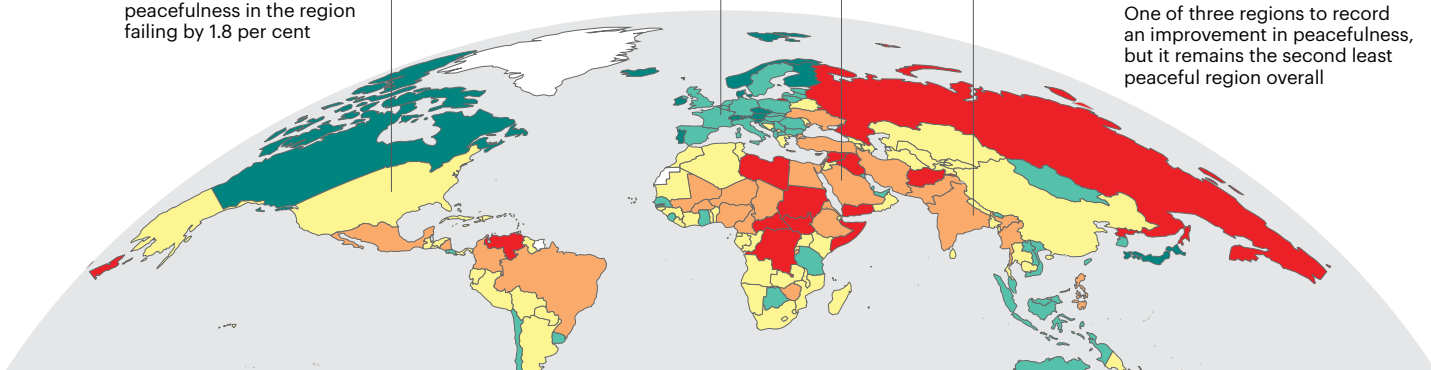 peacefulness in the region
failing by 1.8 per cent
One of three regions to record
an improvement in peacefulness,
but it remains the second least
peaceful region overall